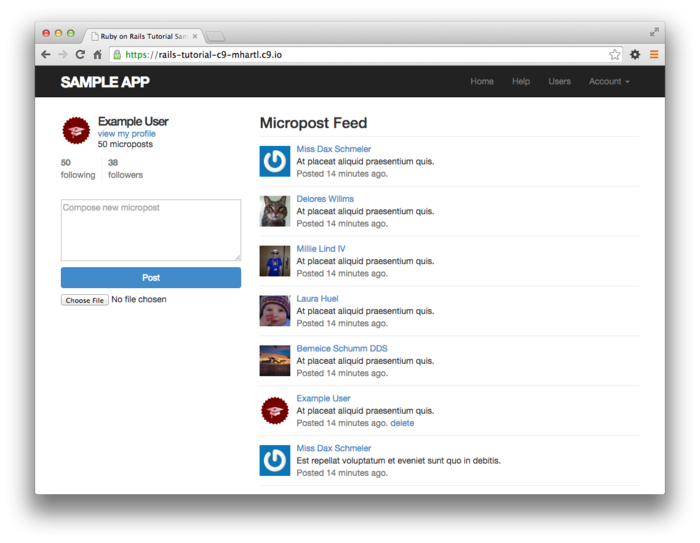 Ruby on Rails Tutorial Sam
https://rails-tutorial-c9-mhartl.c9.io
SAMPLE APP
Home Help Users Account
Example User
view my profile
50 microposts
50 38
following followers
Compose new micropost
Post
Choose File No file chosen
Micropost Feed
Miss Dax Schmeler
At placeat aliquid praesentium quis.
Posted 14 minutes ago.
Delores Willms
At placeat aliquid praesentium quis.
Posted 14 minutes ago.
Millie Lind IV
At placeat aliquid praesentium quis.
Posted 14 minutes ago.
Laura Huel
At placeat aliquid praesentium quis.
Posted 14 minutes ago.
Berneice Schumm DDS
At placeat aliquid praesentium quis.
Posted 14 minutes ago.
Example User
At placeat aliquid praesentium quis.
Posted 14 minutes ago. delete
Miss Dax Schmeler
Est repellat voluptatum et eveniet sunt quo in debitis.
Posted 14 minutes ago.